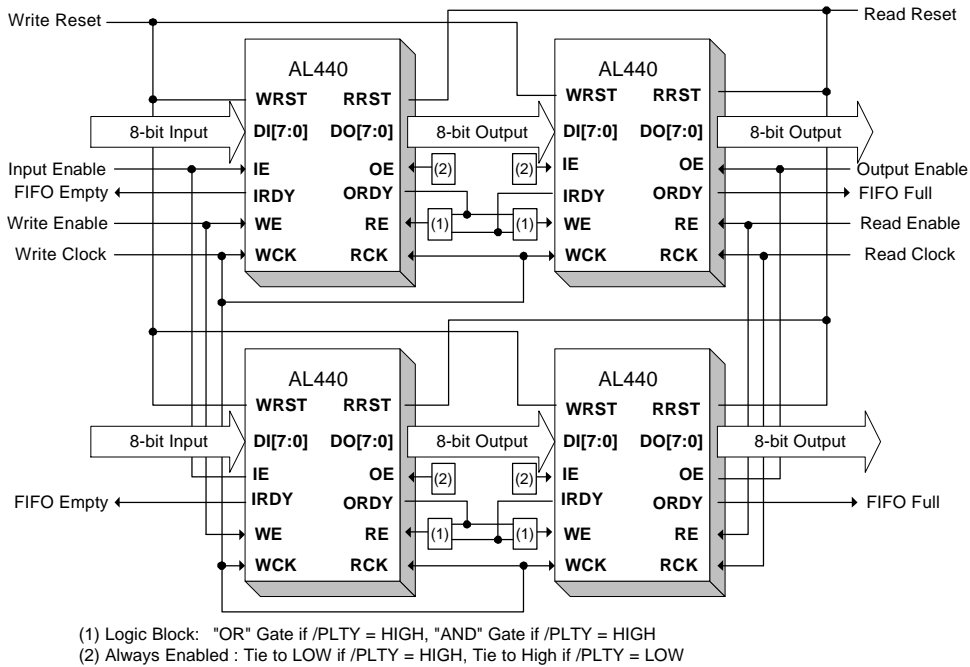 Write Reset
Read Reset
AL440
AL440
WRST RRST
WRST RRST
8-bit Input
DI[7:0] DO[7:0]
8-bit Output
DI[7:0] DO[7:0]
8-bit Output
Input Enable
IE OE
(2)
(2)
IE OE
Output Enable
FIFO Empty
IRDY ORDY
IRDY ORDY
FIFO Full
Write Enable
WE RE
(1)
(1)
WE RE
Read Enable
Write Clock
WCK RCK
WCK RCK
Read Clock
AL440
AL440
WRST RRST
WRST RRST
8-bit Input
DI[7:0] DO[7:0]
8-bit Output
DI[7:0] DO[7:0]
8-bit Output
IE OE
(2)
(2)
IE OE
FIFO Empty
IRDY ORDY
IRDY ORDY
FIFO Full
WE RE
(1)
(1)
WE RE
WCK RCK
WCK RCK
(1) Logic Block: "OR" Gate if /PLTY = HIGH, "AND" Gate if /PLTY = HIGH
(2) Always Enabled : Tie to LOW if /PLTY = HIGH, Tie to High if /PLTY = LOW